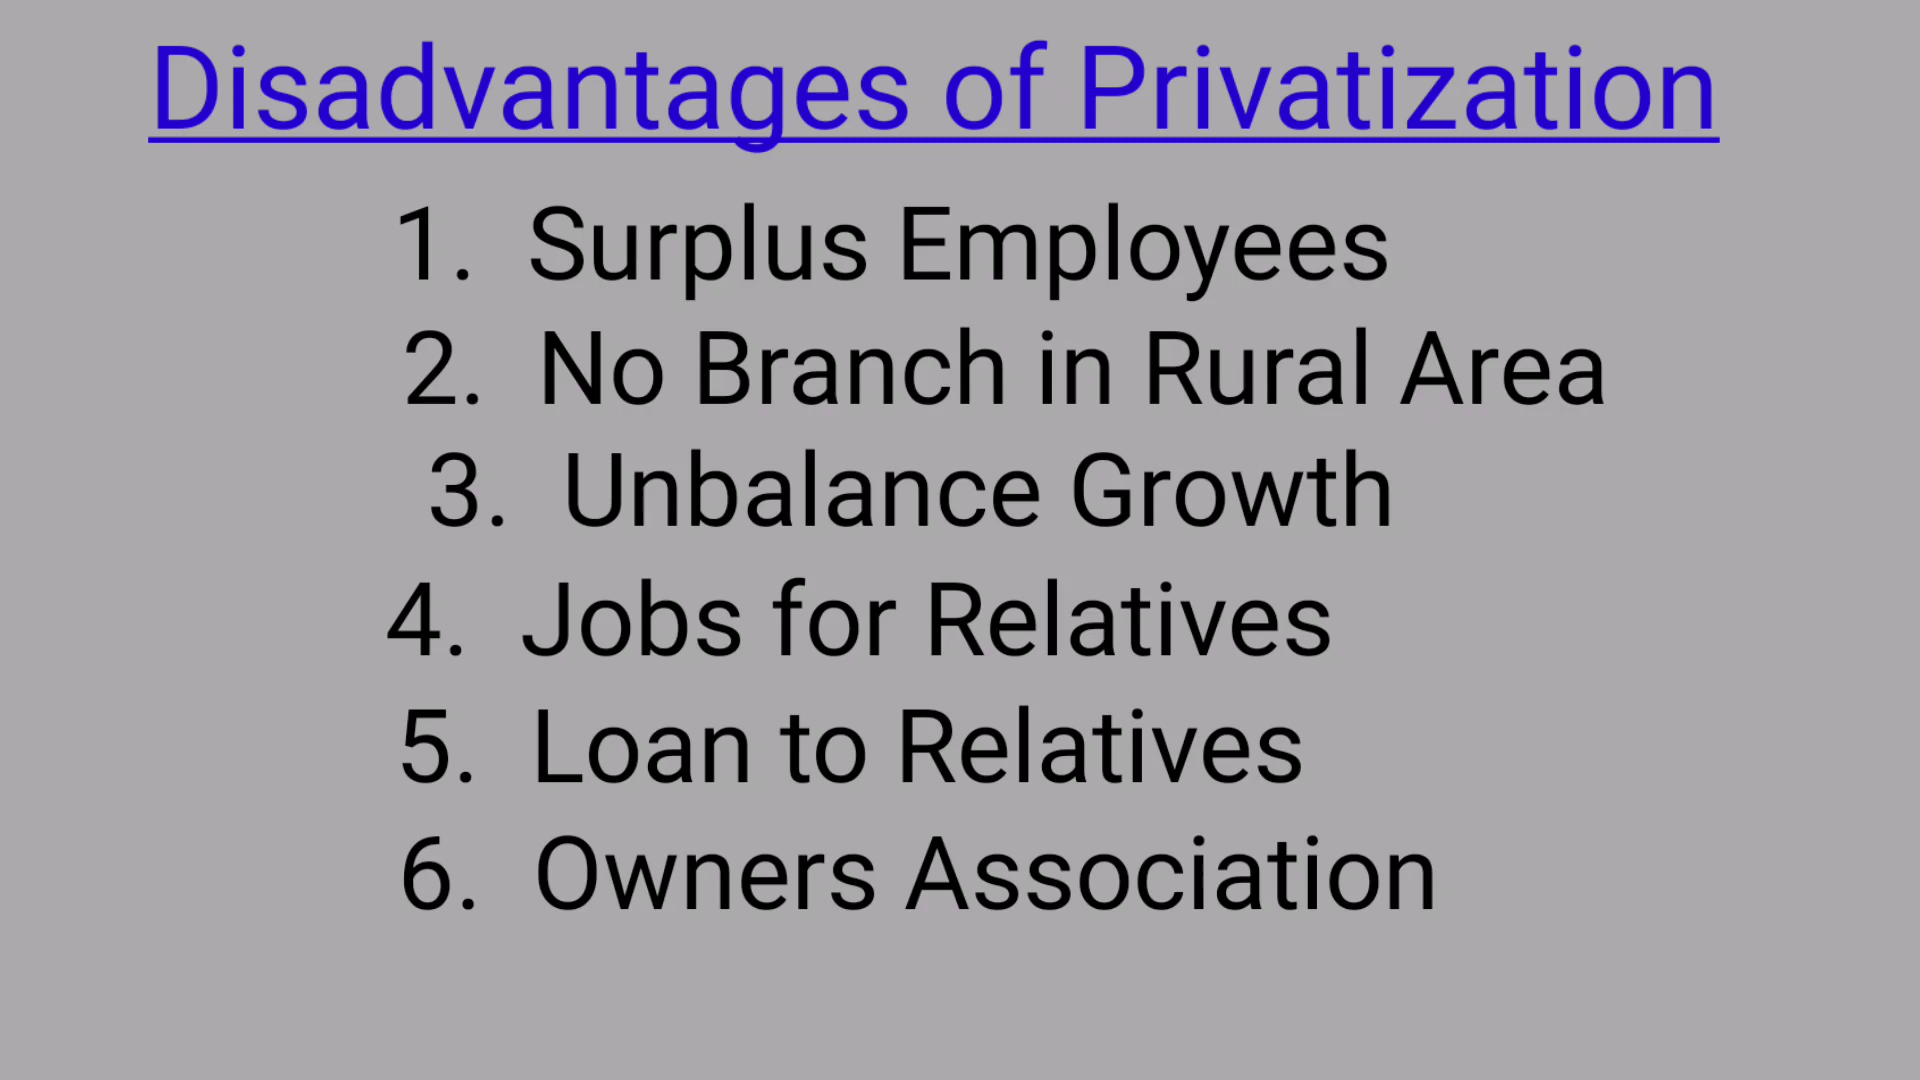 Disadvantages of Privatization
1. Surplus Employees
2. No Branch in Rural Area
3. Unbalance Growth
4. Jobs for Relatives
5. Loan to Relatives
6. Owners Association